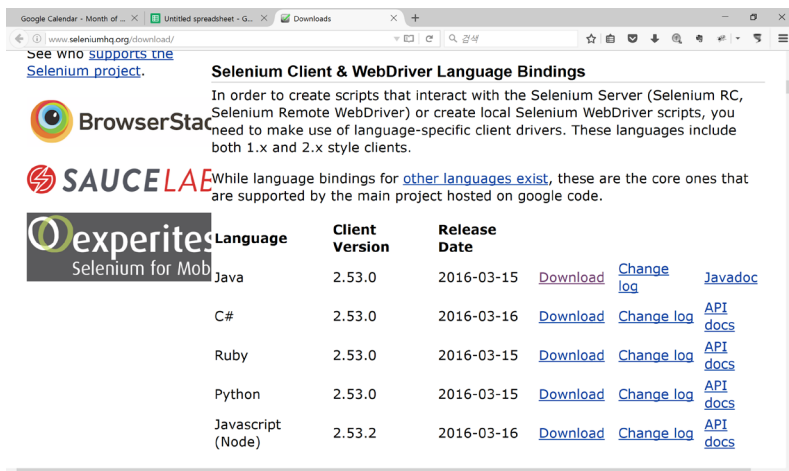 Google Calendar - Month of ...
Untitled spreadsheet - G...
Downloads
www.seleniumhq.org/download/
검색
See who supports the
Selenium project.
BrowserStac
SAUCELAB
experites
Selenium for Mob
Selenium Client & WebDriver Language Bindings
In order to create scripts that interact with the Selenium Server (Selenium RC,
Selenium Remote WebDriver) or create local Selenium WebDriver scripts, you
need to make use of language-specific client drivers. These languages include
both 1.x and 2.x style clients.
While language bindings for other languages exist, these are the core ones that
are supported by the main project hosted on google code.
Language Client Version Release Date
Java 2.53.0 2016-03-15 Download Change log Javadoc
C# 2.53.0 2016-03-16 Download Change log API docs
Ruby 2.53.0 2016-03-15 Download Change log API docs
Python 2.53.0 2016-03-15 Download Change log API docs
Javascript (Node) 2.53.2 2016-03-16 Download Change log API docs